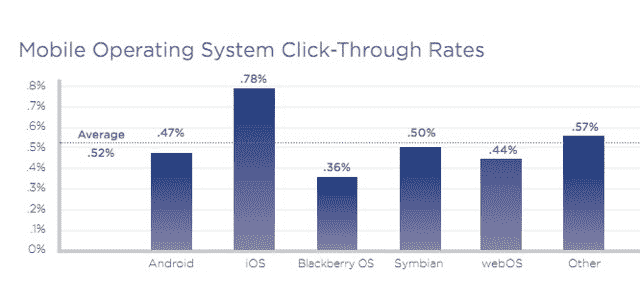 Mobile Operating System Click-Through Rates
.8%
.7%
.6%
.5%
.4%
.3%
.2%
.1%
0%
Average
.52%
.47%
.78%
.36%
.50%
.44%
.57%
Android
iOS
Blackberry OS
Symbian
webOS
Other